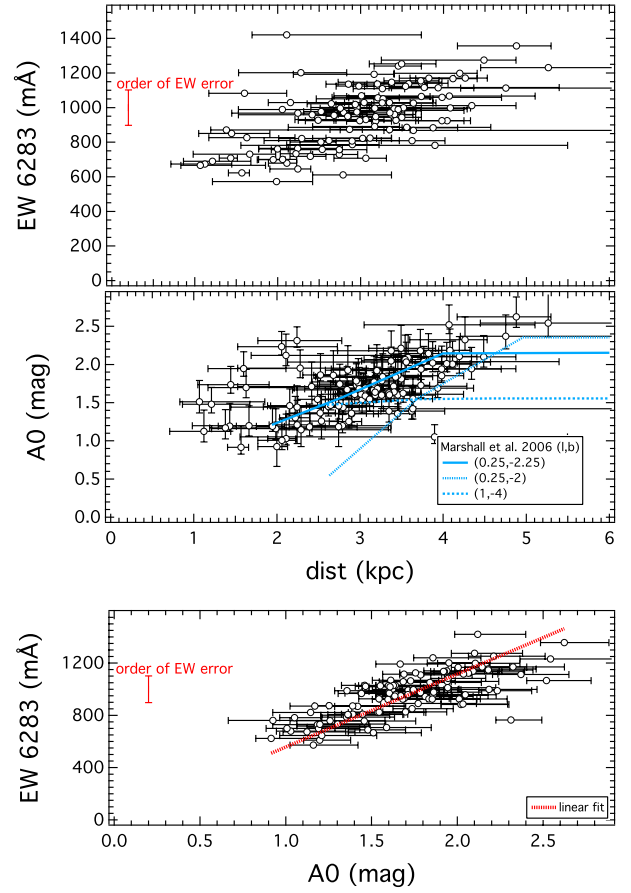 1400
1200
1000
800
600
400
200
0
EW 6283 (mÅ)
order of EW error
2.5
2.0
1.5
1.0
0.5
0.0
A0 (mag)
Marshall et al. 2006 (l,b)
(0.25,-2.25)
(0.25,-2)
(1,-4)
0 1 2 3 4 5 6
dist (kpc)
1200
800
400
0
EW 6283 (mÅ)
order of EW error
linear fit
0.0 0.5 1.0 1.5 2.0 2.5
A0 (mag)